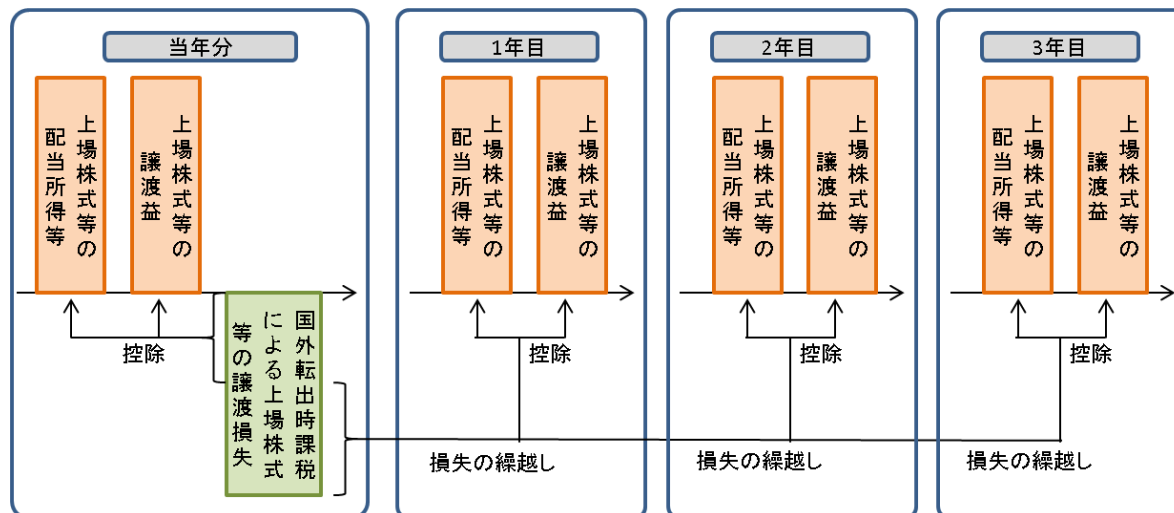 当年分
上場株式等の
配当所得等
上場株式等の
譲渡益
控除
国外転出時課税
による上場株式
等の譲渡損失
1年目
上場株式等の
配当所得等
上場株式等の
譲渡益
控除
損失の繰越し
2年目
上場株式等の
配当所得等
上場株式等の
譲渡益
控除
損失の繰越し
3年目
上場株式等の
配当所得等
上場株式等の
譲渡益
控除
損失の繰越し